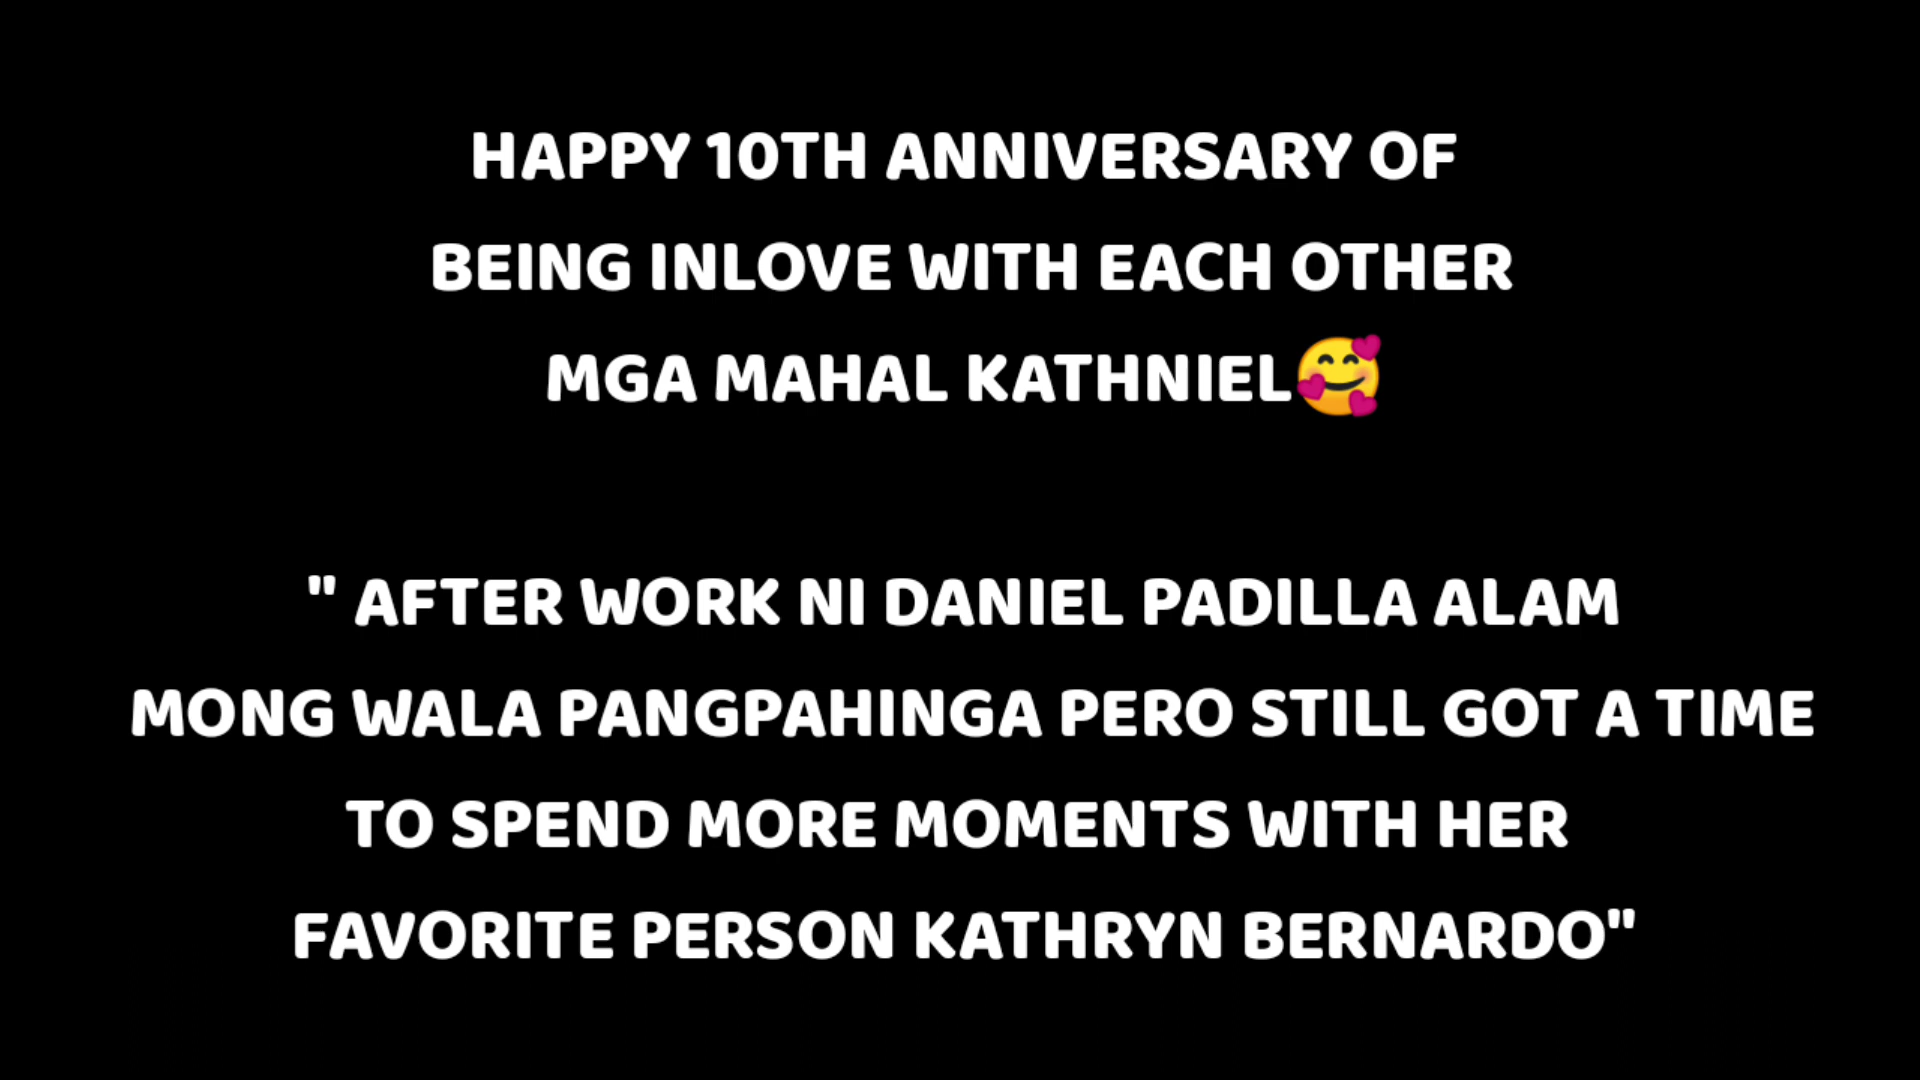 HAPPY 10TH ANNIVERSARY OF
BEING INLOVE WITH EACH OTHER
MGA MAHAL KATHNIEL🥰
" AFTER WORK NI DANIEL PADILLA ALAM
MONG WALA PANGPAHINGA PERO STILL GOT A TIME
TO SPEND MORE MOMENTS WITH HER
FAVORITE PERSON KATHRYN BERNARDO"